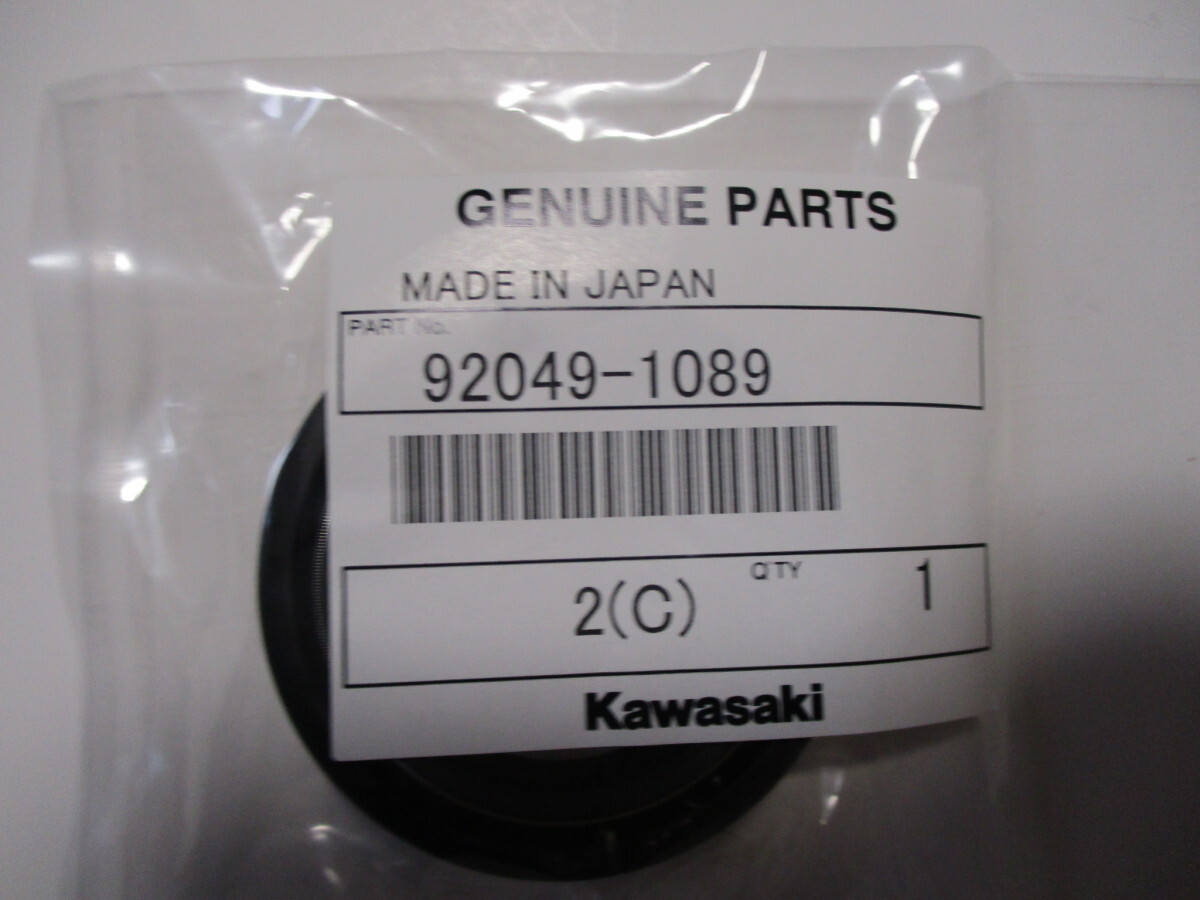 GENUINE PARTS
MADE IN JAPAN
PART No.
92049-1089
Q'TY
2(C) 1
Kawasaki